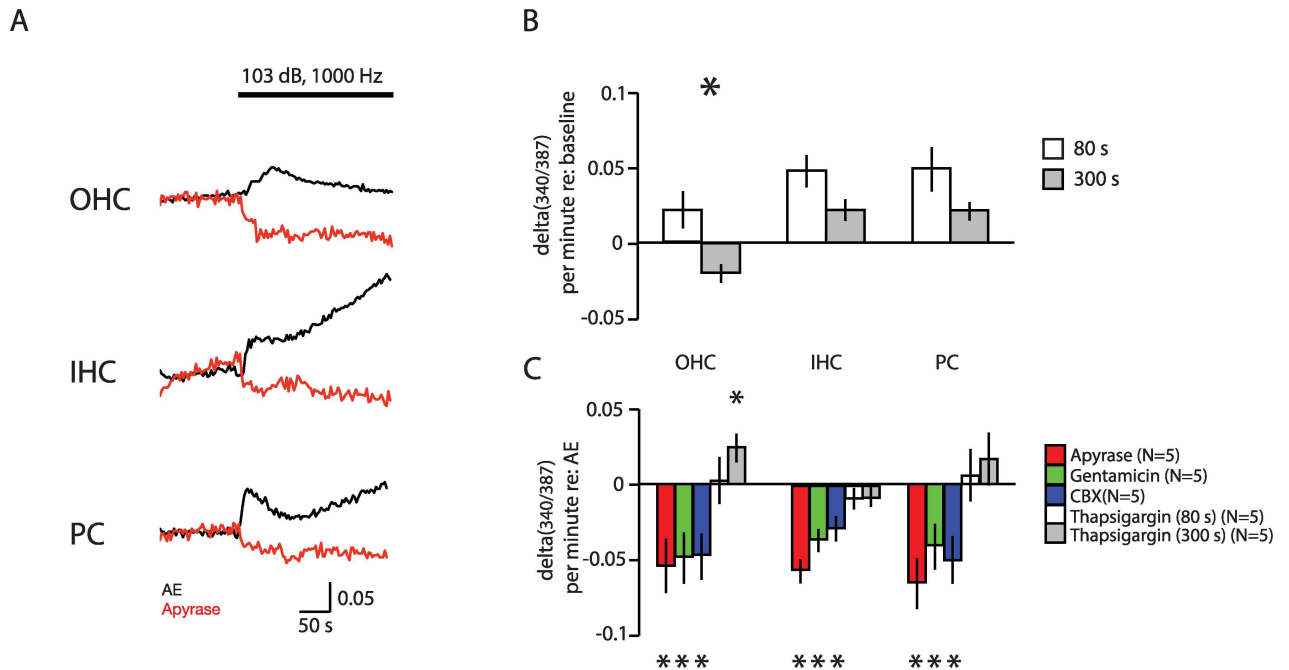 A
103 dB, 1000 Hz
OHC
IHC
PC
AE
Apyrase
0.05
50 s
B
delta(340/387)
per minute re: baseline
0.1
0.05
0
-0.05
*
80 s
300 s
OHC
IHC
PC
C
delta(340/387)
per minute re: AE
0.05
0
-0.05
-0.1
*
* * *
* * *
* * *
Apyrase (N=5)
Gentamicin (N=5)
CBX(N=5)
Thapsigargin (80 s) (N=5)
Thapsigargin (300 s) (N=5)